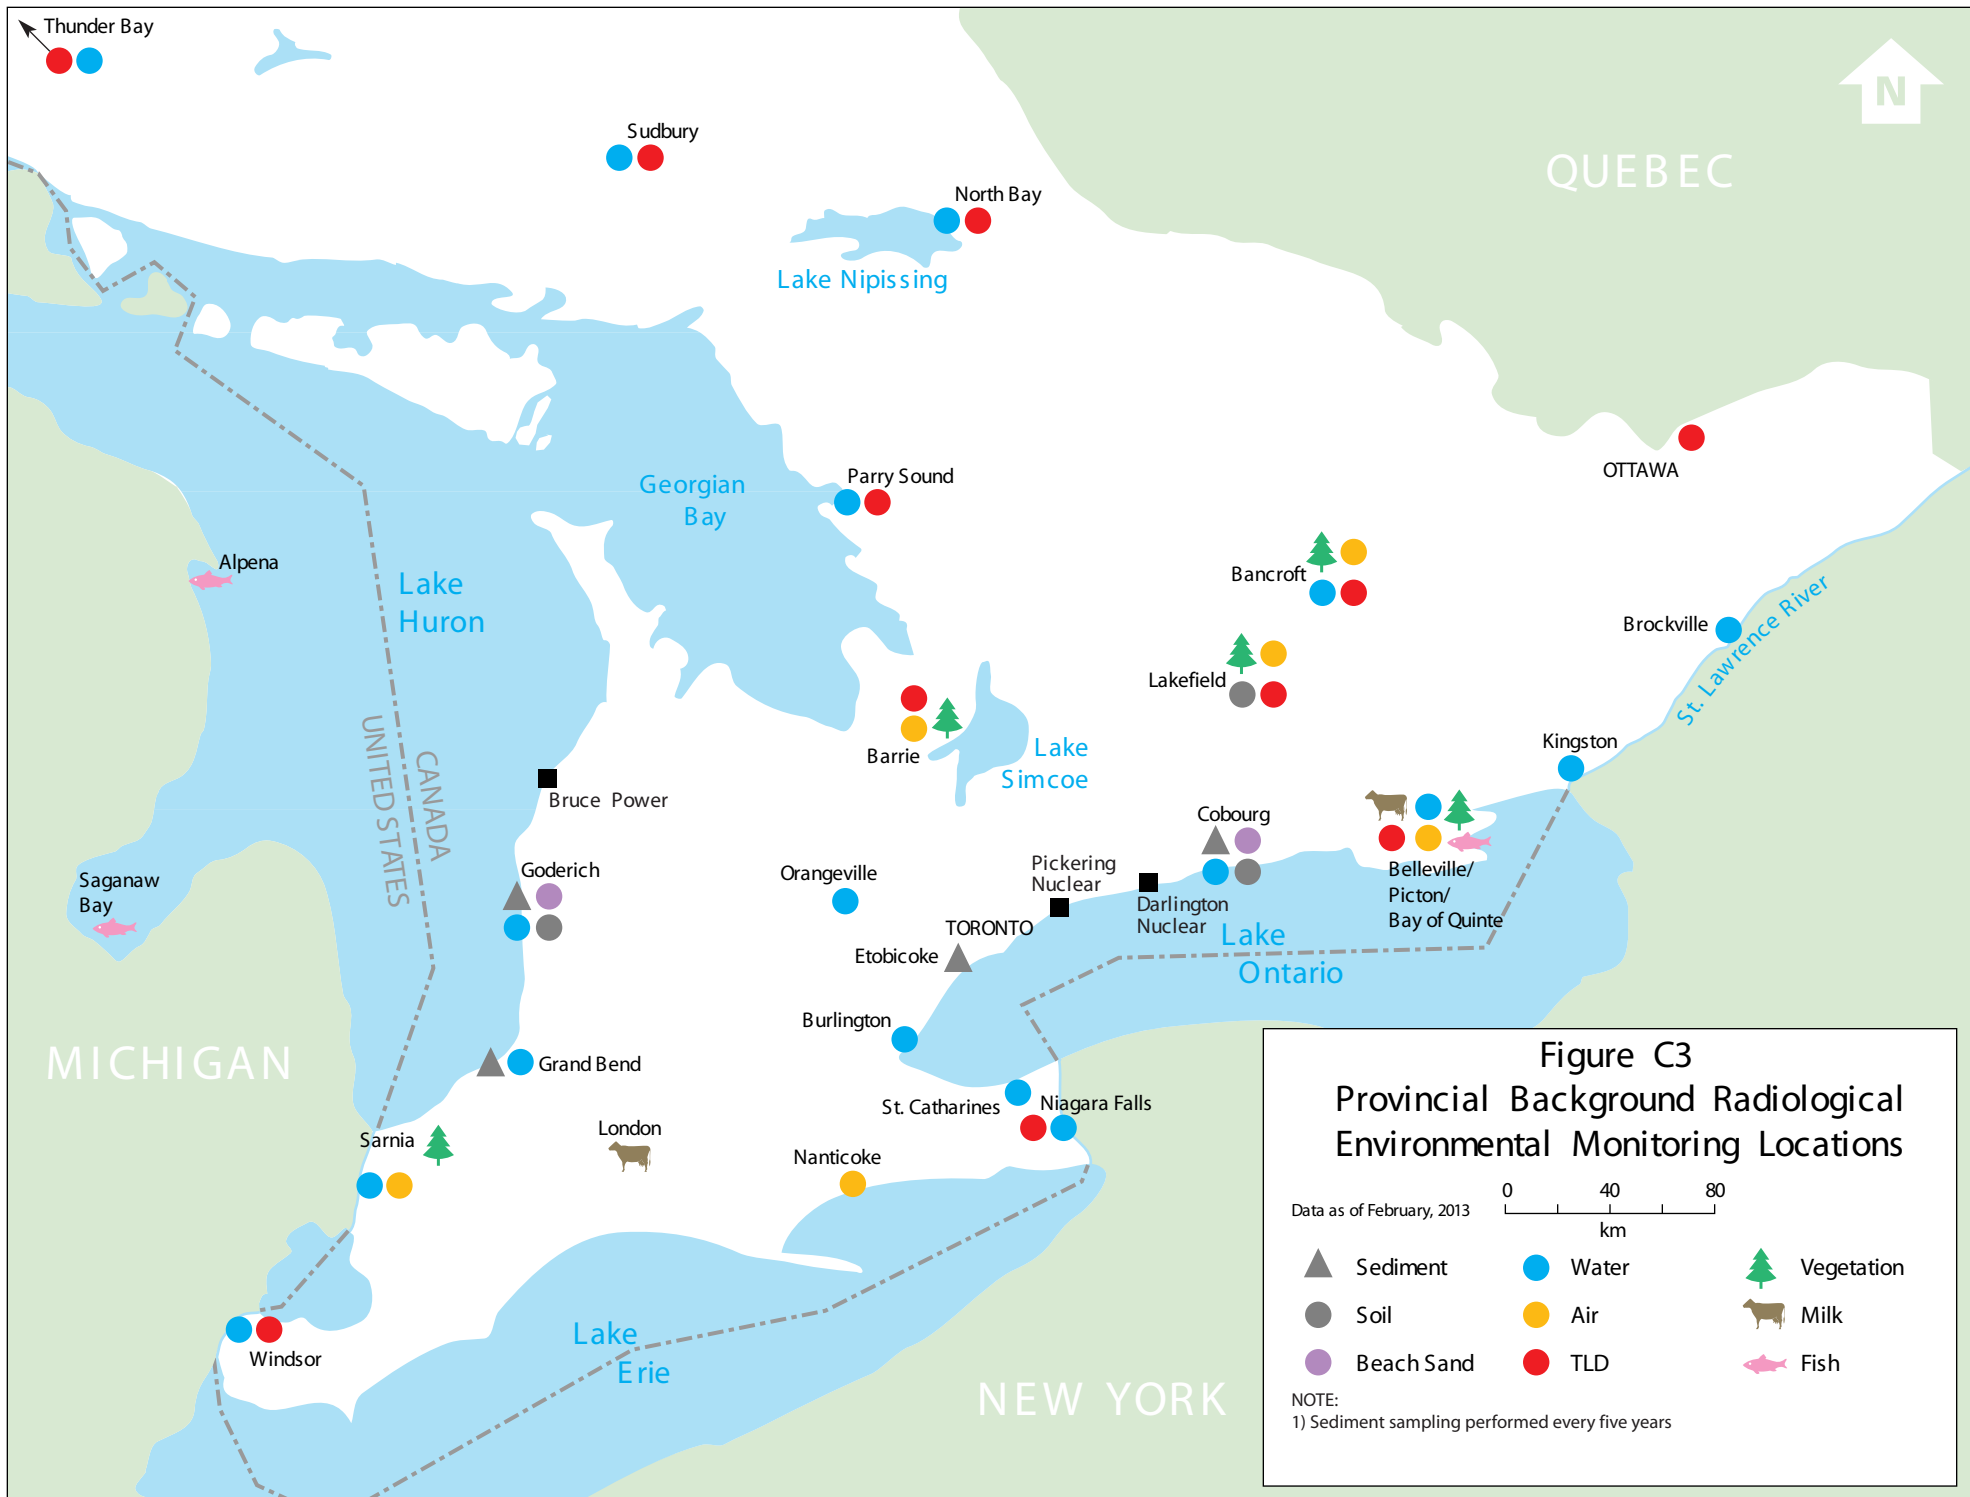 Thunder Bay
N
Sudbury
QUEBEC
North Bay
Lake Nipissing
OTTAWA
Parry Sound
Georgian
Bay
Alpena
Lake
Huron
Bancroft
Brockville
St. Lawrence River
Lakefield
UNITED STATES
CANADA
Kingston
Barrie
Lake
Simcoe
Bruce Power
Cobourg
Goderich
Orangeville
Pickering
Nuclear
Darlington
Nuclear
Belleville/
Picton/
Bay of Quinte
Saganaw
Bay
TORONTO
Etobicoke
Lake
Ontario
Burlington
MICHIGAN
Grand Bend
St. Catharines
Niagara Falls
Sarnia
London
Nanticoke
Windsor
Lake
Erie
NEW YORK
Figure C3
Provincial Background Radiological
Environmental Monitoring Locations
Data as of February, 2013
0 40 80
km
Sediment Water Vegetation
Soil Air Milk
Beach Sand TLD Fish
NOTE:
1) Sediment sampling performed every five years